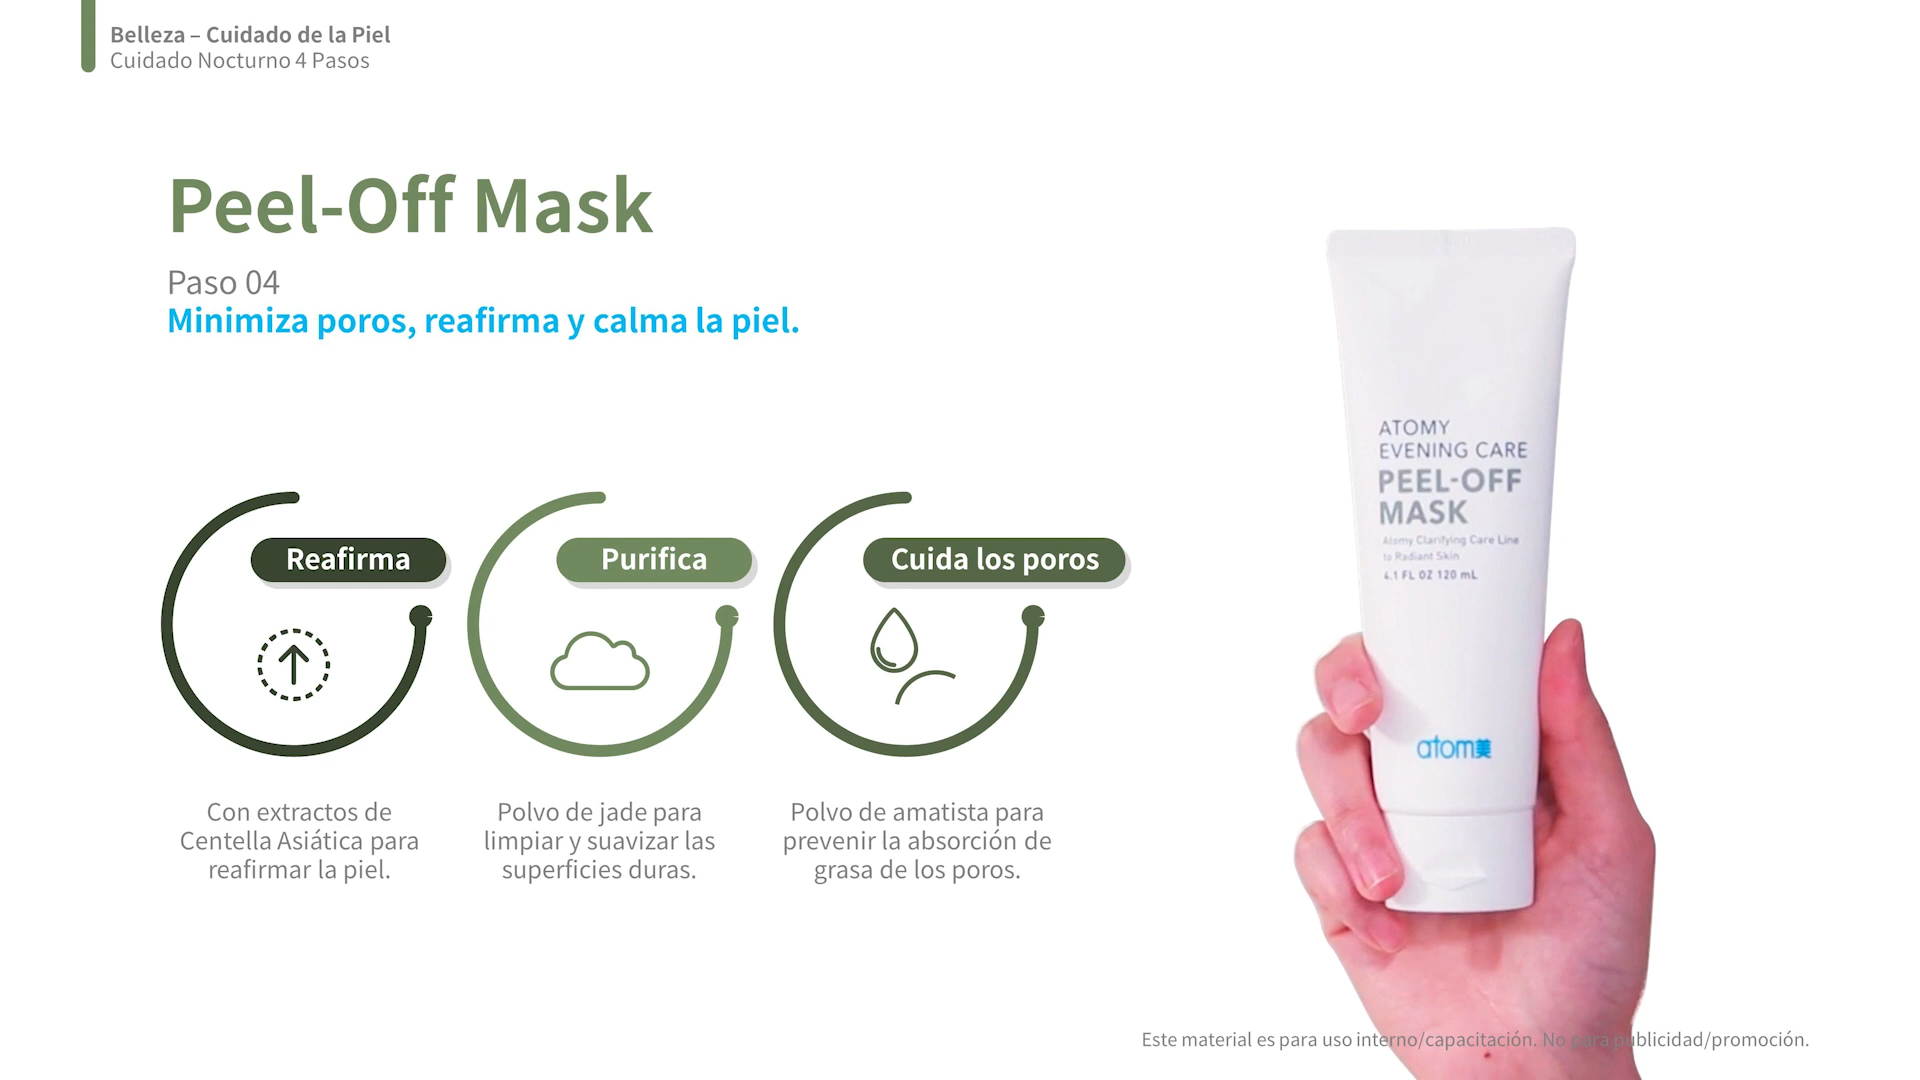 Belleza – Cuidado de la Piel
Cuidado Nocturno 4 Pasos
Peel-Off Mask
Paso 04
Minimiza poros, reafirma y calma la piel.
Reafirma
Con extractos de
Centella Asiática para
reafirmar la piel.
Purifica
Polvo de jade para
limpiar y suavizar las
superficies duras.
Cuida los poros
Polvo de amatista para
prevenir la absorción de
grasa de los poros.
ATOMY
EVENING CARE
PEEL-OFF
MASK
Atomy Clarifying Care Line
to Radiant Skin
4.1 FL OZ 120 mL
atom美
Este material es para uso interno/capacitación. No para publicidad/promoción.